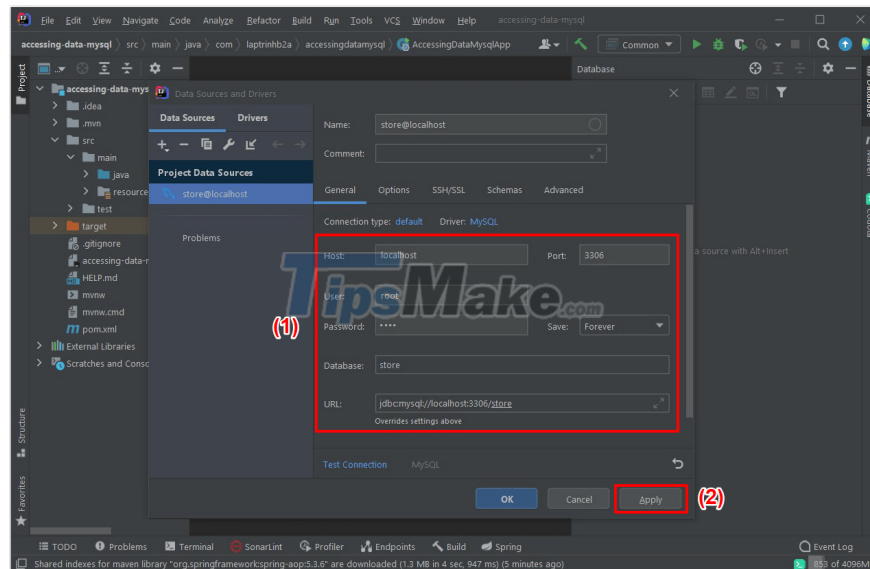 File Edit View Navigate Code Analyze Refactor Build Run Tools VCS Window Help accessing-data-mysql
accessing-data-mysql src main java com laptrinhb2a accessingdatamysql AccessingDataMysqlApp Common
Project
Database
accessing-data-mys
.idea
.mvn
src
main
java
resource
test
target
.gitignore
accessing-data-r
HELP.md
mvnw
mvnw.cmd
pom.xml
External Libraries
Scratches and Consc
Data Sources and Drivers
Data Sources Drivers
Project Data Sources
store@localhost
Problems
Name: store@localhost
Comment:
General Options SSH/SSL Schemas Advanced
Connection type: default Driver: MySQL
Host: localhost Port: 3306
User: root
Password: •••• Save: Forever
Database: store
URL: jdbc:mysql://localhost:3306/store
Overrides settings above
(1)
TipsMake.com
Test Connection MySQL
OK Cancel Apply
(2)
a source with Alt+Insert
Database
Structure
Favorites
TODO Problems Terminal SonarLint Profiler Endpoints Build Spring Event Log
Shared indexes for maven library "org.springframework:spring-aop:5.3.6" are downloaded (1.3 MB in 4 sec, 947 ms) (5 minutes ago) 853 of 4096M